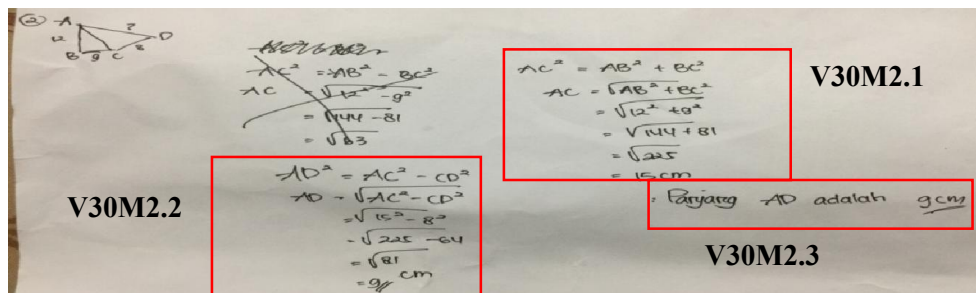 ②
A
?
12
D
B 9 C 8
AC² = AB² - BC²
AC = √12² - 9²
= √144 - 81
= √63
AC² = AB² + BC²
AC = √AB² + BC²
= √12² + 9²
= √144 + 81
= √225
= 15 cm
V30M2.1
V30M2.2
AD² = AC² - CD²
AD = √AC² - CD²
= √15² - 8²
= √225 - 64
= √81
= 9 cm
Panjang AD adalah 9 cm
V30M2.3